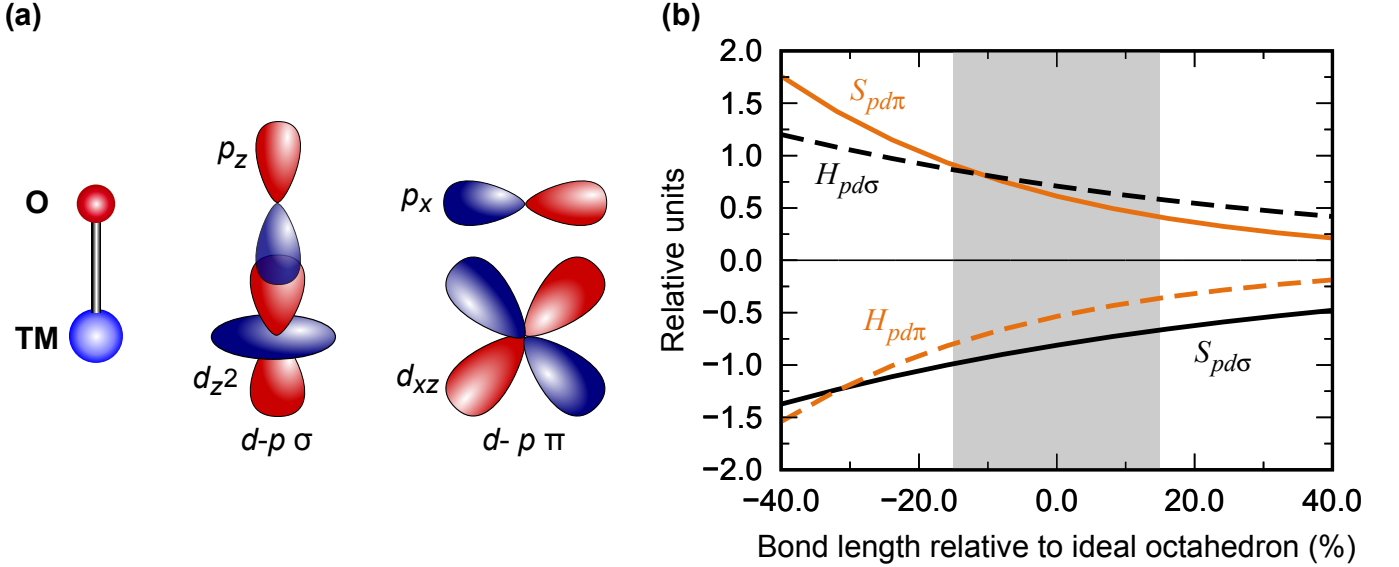 (a)
O
TM
p_z
d_z2
d-p σ
p_x
d_xz
d- p π
(b)
Relative units
2.0
1.5
1.0
0.5
0.0
−0.5
−1.0
−1.5
−2.0
S_pdπ
H_pdσ
H_pdπ
S_pdσ
−40.0 −20.0 0.0 20.0 40.0
Bond length relative to ideal octahedron (%)